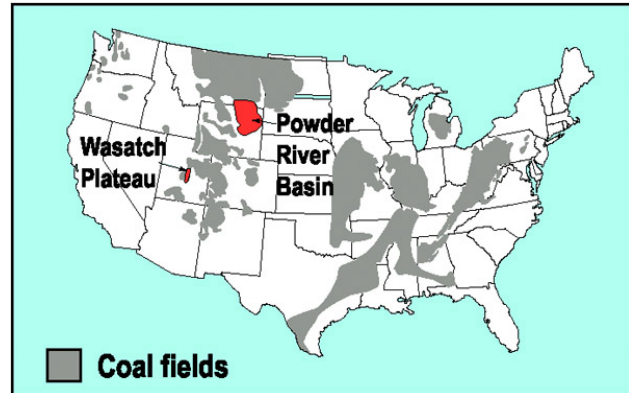 Powder
River
Basin
Wasatch
Plateau
Coal fields